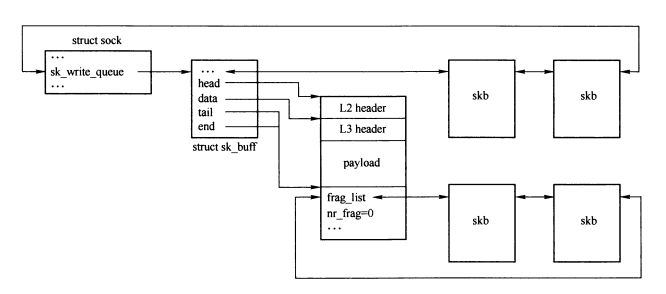 struct sock
...
sk_write_queue
...
...
head
data
tail
end
struct sk_buff
L2 header
L3 header
payload
frag_list
nr_frag=0
...
skb
skb
skb
skb